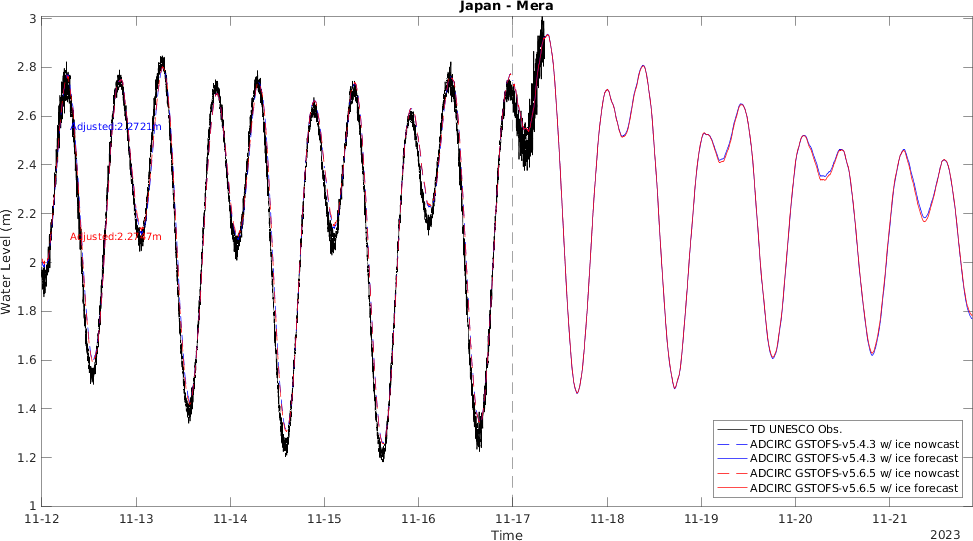 Japan - Mera
3
2.8
2.6
2.4
2.2
2
1.8
1.6
1.4
1.2
1
Water Level (m)
Adjusted:2.2721m
11-12
11-13
11-14
11-15
11-16
11-17
11-18
11-19
11-20
11-21
Time
2023
TD UNESCO Obs.
ADCIRC GSTOFS-v5.4.3 w/ ice nowcast
ADCIRC GSTOFS-v5.4.3 w/ ice forecast
ADCIRC GSTOFS-v5.6.5 w/ ice nowcast
ADCIRC GSTOFS-v5.6.5 w/ ice forecast